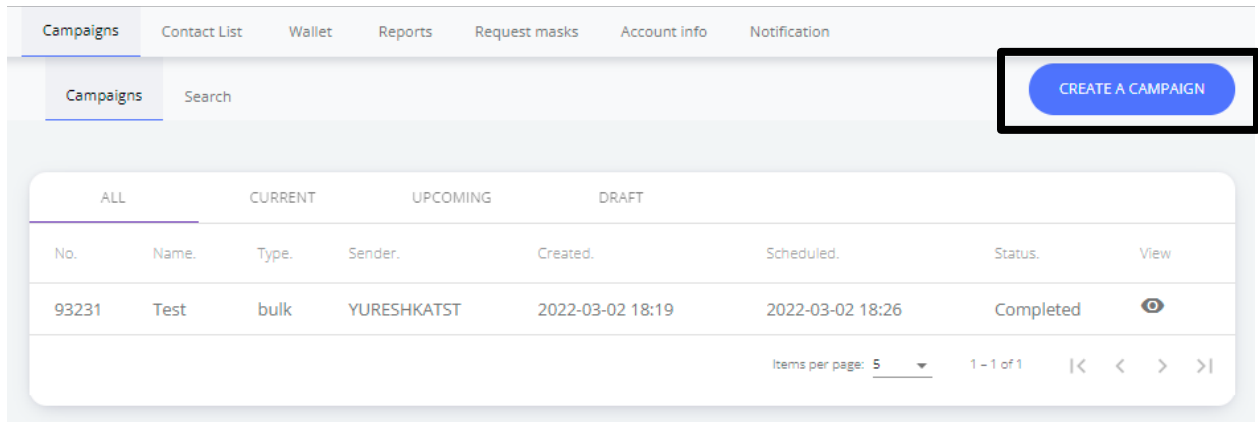 Campaigns Contact List Wallet Reports Request masks Account info Notification
Campaigns Search CREATE A CAMPAIGN
ALL CURRENT UPCOMING DRAFT
No. Name. Type. Sender. Created. Scheduled. Status. View
93231 Test bulk YURESHKATST 2022-03-02 18:19 2022-03-02 18:26 Completed
Items per page: 5 1 – 1 of 1